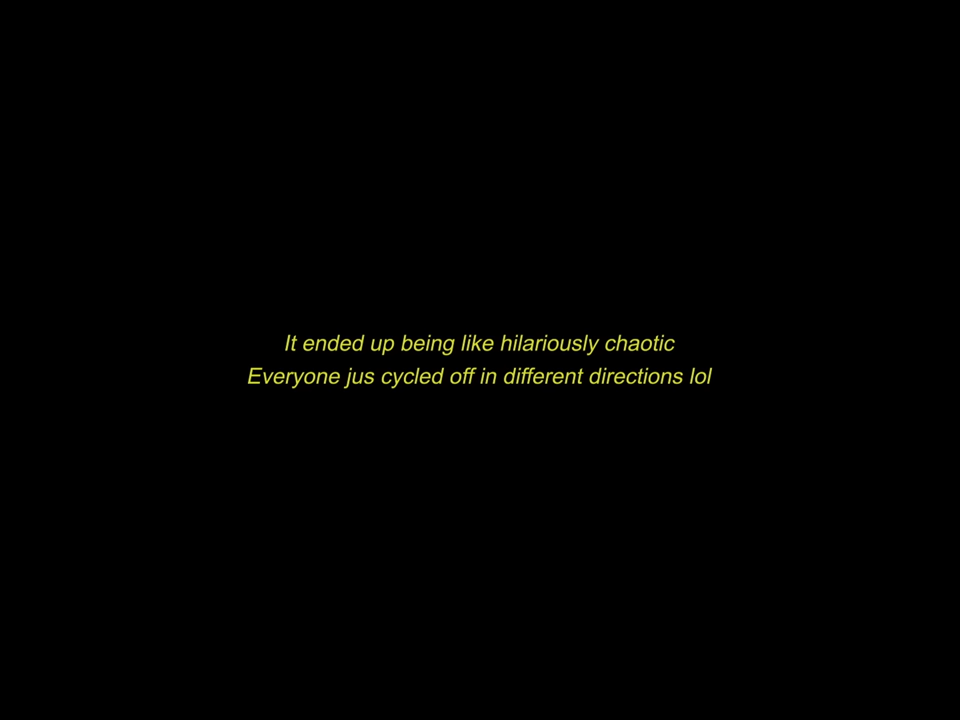 It ended up being like hilariously chaotic
Everyone jus cycled off in different directions lol